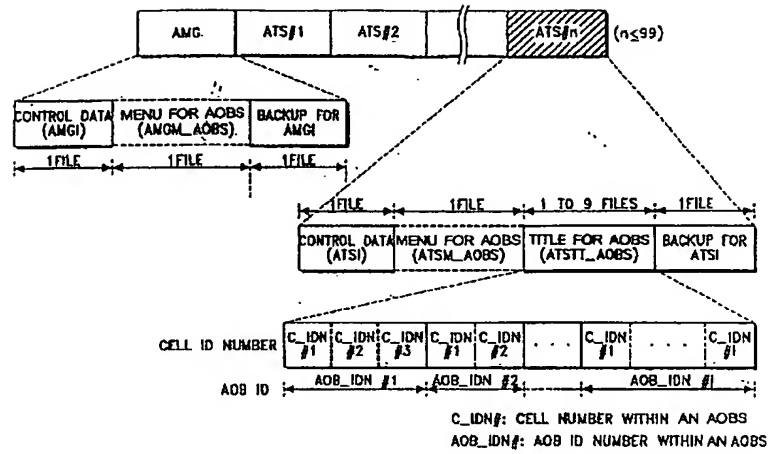 AMG ATS#1 ATS#2 ATS#n (n≤99)
CONTROL DATA (AMGI) MENU FOR AOBS (AMGM_AOBS) BACKUP FOR AMGI
1FILE 1FILE 1FILE
1FILE 1FILE 1 TO 9 FILES 1FILE
CONTROL DATA (ATSI) MENU FOR AOBS (ATSM_AOBS) TITLE FOR AOBS (ATSTT_AOBS) BACKUP FOR ATSI
CELL ID NUMBER C_IDN #1 C_IDN #2 C_IDN #3 C_IDN #1 C_IDN #2 . . . C_IDN #1 . . . . C_IDN #I
AOB ID AOB_IDN #1 AOB_IDN #2 AOB_IDN #I
C_IDN#: CELL NUMBER WITHIN AN AOBS
AOB_IDN#: AOB ID NUMBER WITHIN AN AOBS